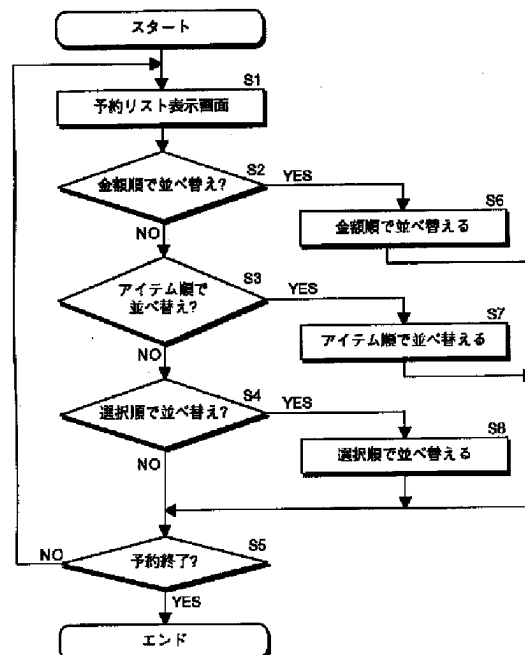 スタート
S1
予約リスト表示画面
S2
金額順で並べ替え?
YES
S6
金額順で並べ替える
NO
S3
アイテム順で
並べ替え?
YES
S7
アイテム順で並べ替える
NO
S4
選択順で並べ替え?
YES
S8
選択順で並べ替える
NO
S5
予約終了?
NO
YES
エンド